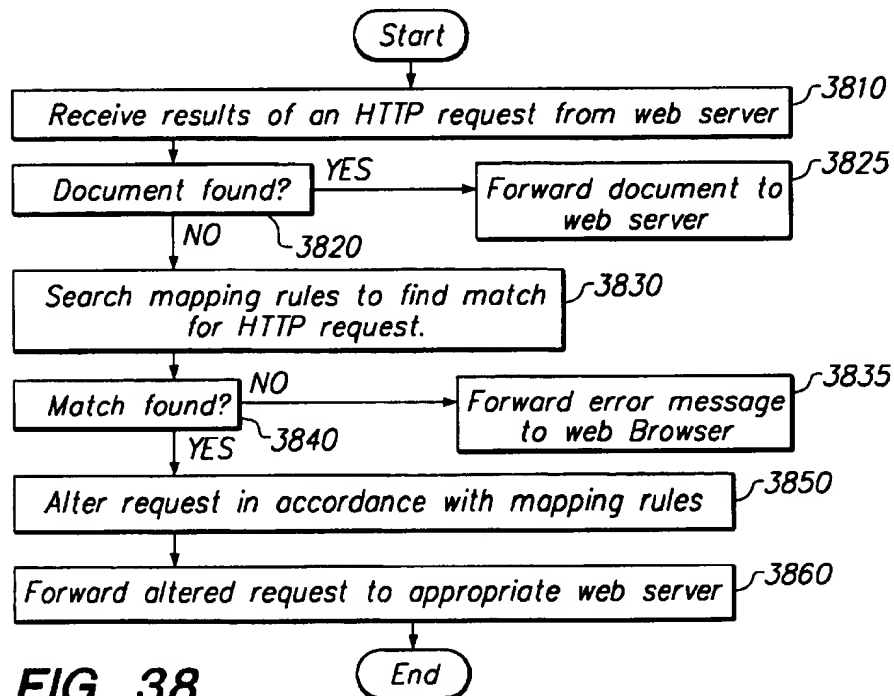 Start
Receive results of an HTTP request from web server
3810
Document found?
YES
3825
Forward document to
web server
NO
3820
Search mapping rules to find match
for HTTP request.
3830
Match found?
NO
3835
Forward error message
to web Browser
YES
3840
Alter request in accordance with mapping rules
3850
Forward altered request to appropriate web server
3860
End
FIG. 38